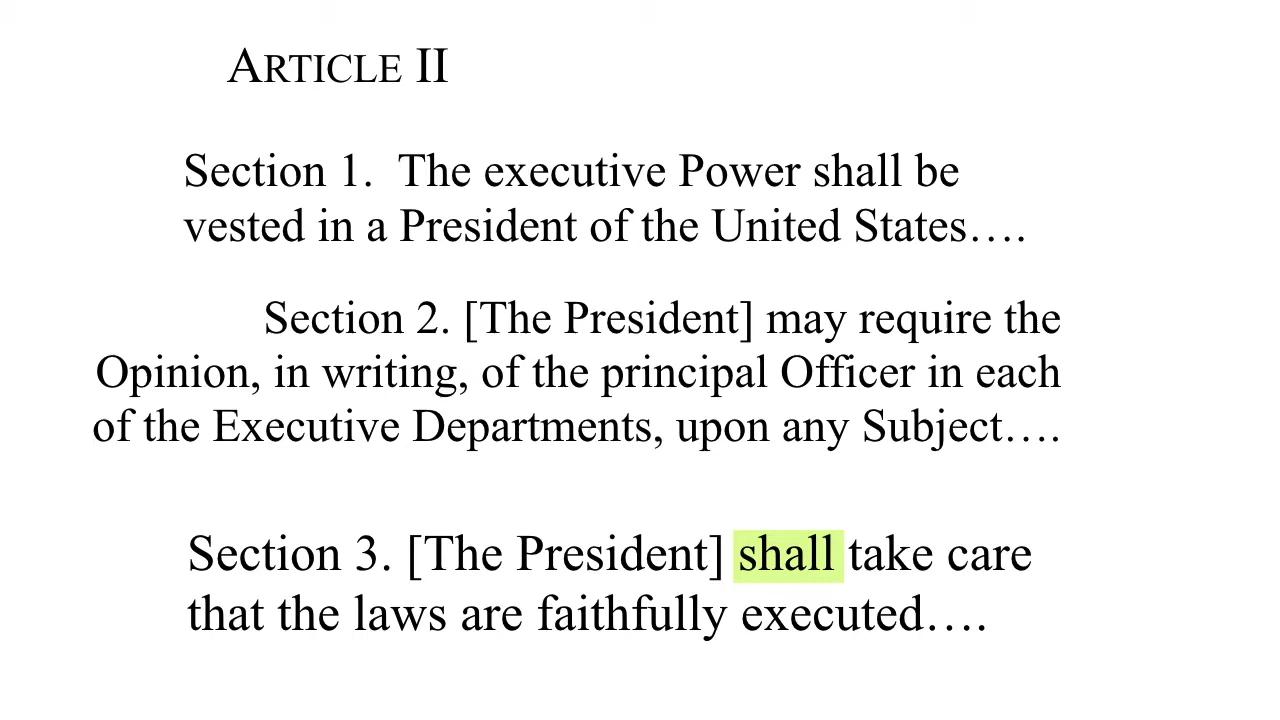 ARTICLE II
Section 1.  The executive Power shall be
vested in a President of the United States….
Section 2. [The President] may require the
Opinion, in writing, of the principal Officer in each
of the Executive Departments, upon any Subject….
Section 3. [The President] shall take care
that the laws are faithfully executed….